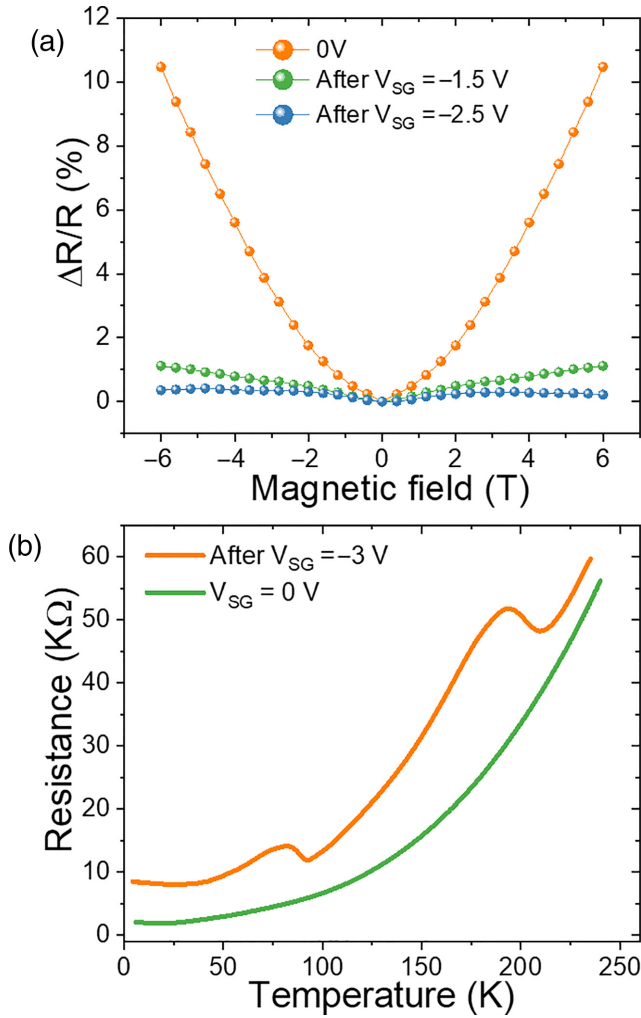 (a)
12
10
8
6
4
2
0
ΔR/R (%)
0V
After V_SG = –1.5 V
After V_SG = –2.5 V
–6 –4 –2 0 2 4 6
Magnetic field (T)
(b)
60
50
40
30
20
10
0
Resistance (KΩ)
After V_SG = –3 V
V_SG = 0 V
0 50 100 150 200 250
Temperature (K)